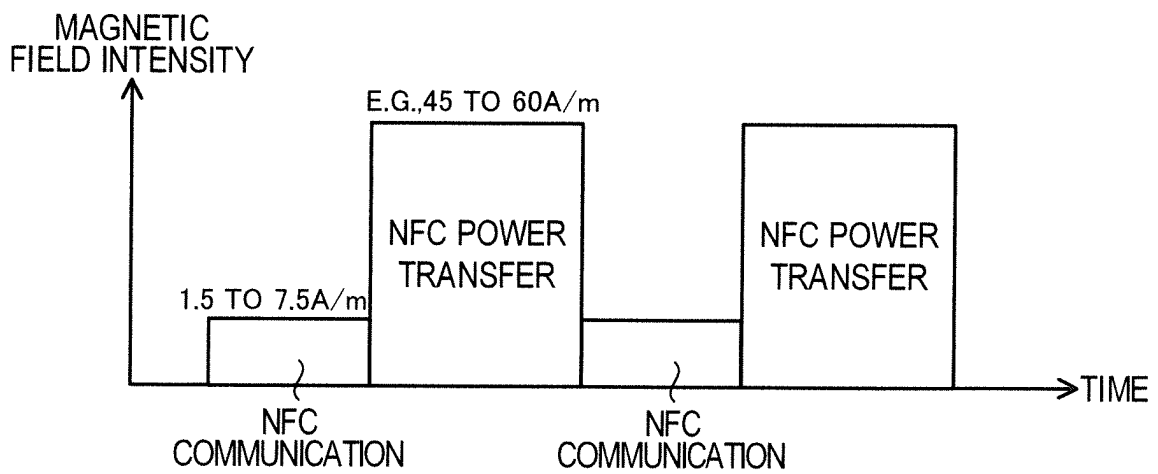 MAGNETIC
FIELD INTENSITY
E.G.,45 TO 60A/m
NFC POWER
TRANSFER
NFC POWER
TRANSFER
1.5 TO 7.5A/m
TIME
NFC
COMMUNICATION
NFC
COMMUNICATION